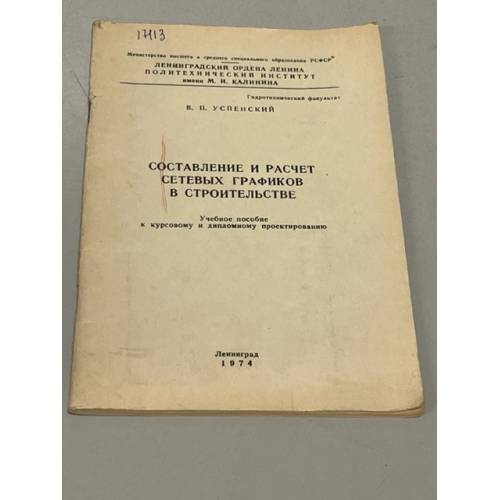 17113
Министерство высшего и среднего специального образования РСФСР
ЛЕНИНГРАДСКИЙ ОРДЕНА ЛЕНИНА
ПОЛИТЕХНИЧЕСКИЙ ИНСТИТУТ
имени М. И. КАЛИНИНА
Гидротехнический факультет
В. П. УСПЕНСКИЙ
СОСТАВЛЕНИЕ И РАСЧЕТ
СЕТЕВЫХ ГРАФИКОВ
В СТРОИТЕЛЬСТВЕ
Учебное пособие
к курсовому и дипломному проектированию
Ленинград
1974